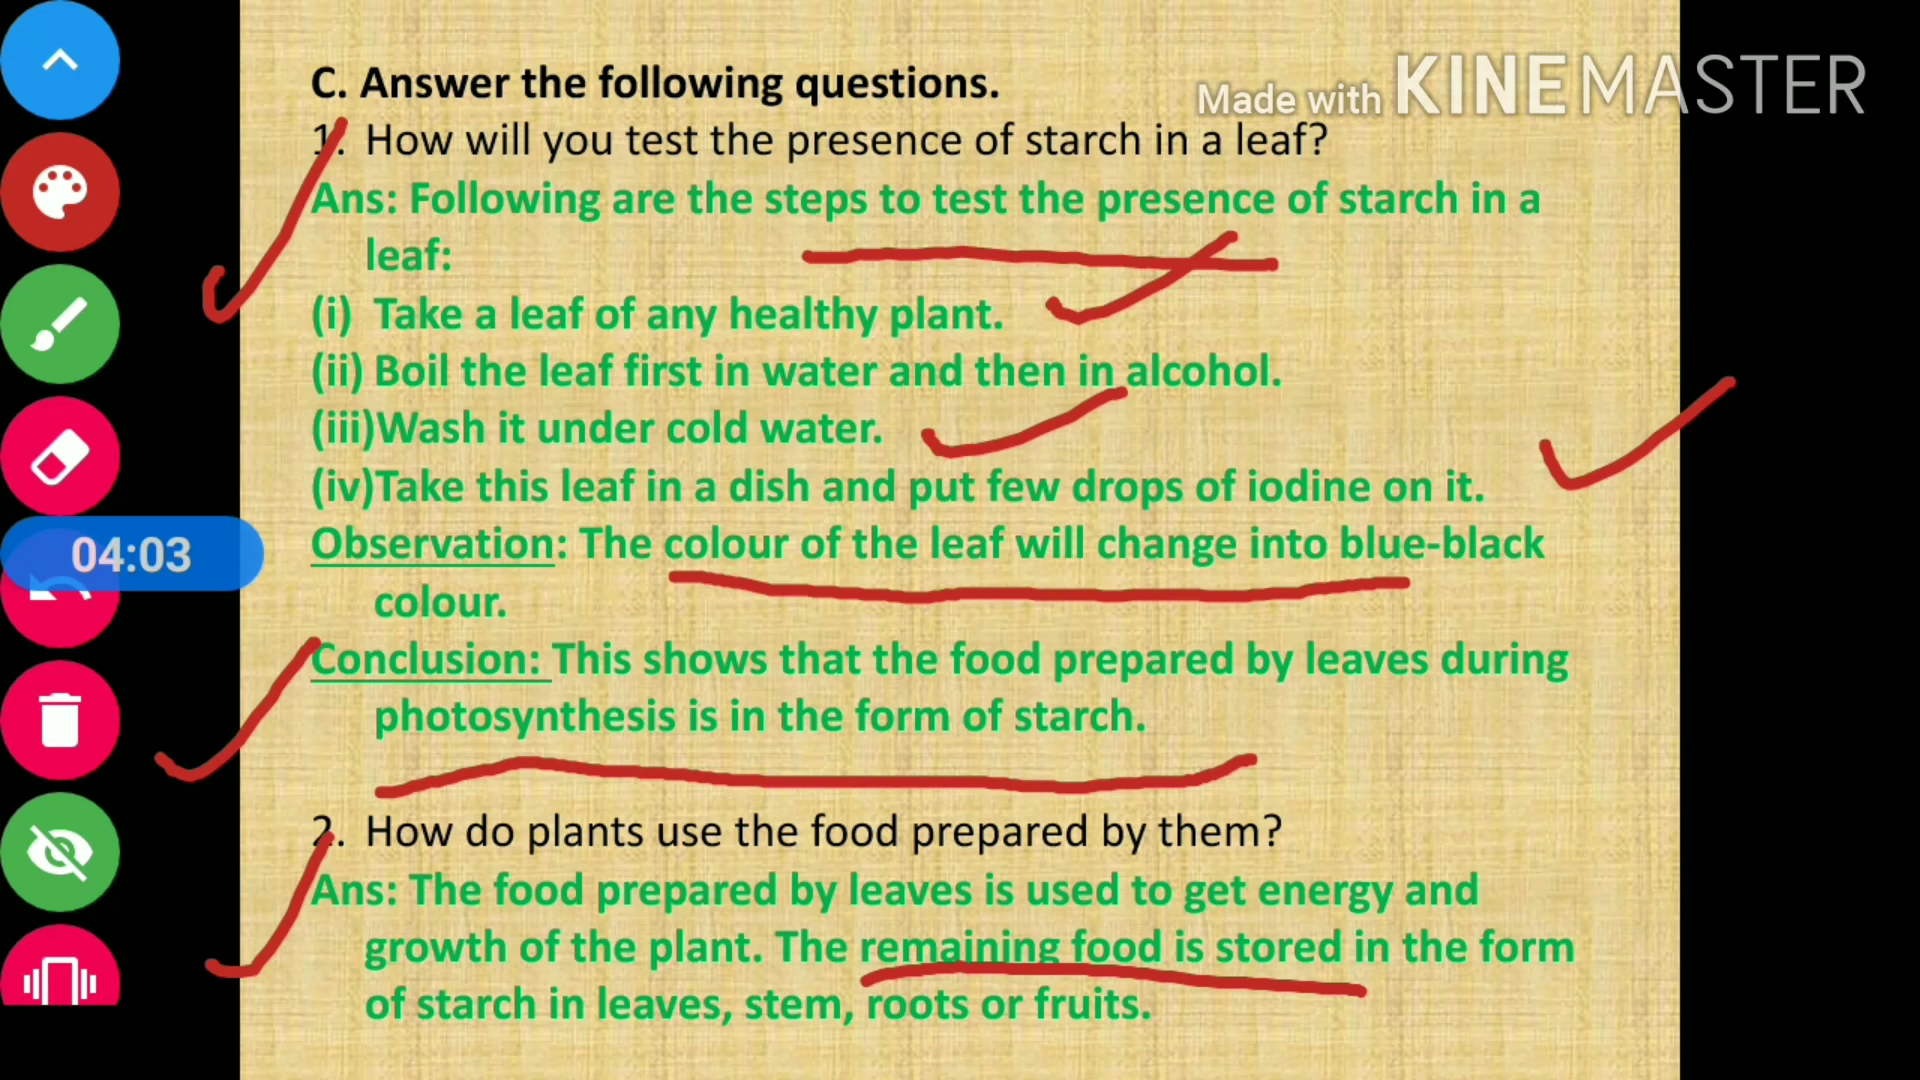 C. Answer the following questions.
Made with KINEMASTER
1. How will you test the presence of starch in a leaf?
Ans: Following are the steps to test the presence of starch in a
leaf:
(i) Take a leaf of any healthy plant.
(ii) Boil the leaf first in water and then in alcohol.
(iii)Wash it under cold water.
(iv)Take this leaf in a dish and put few drops of iodine on it.
Observation: The colour of the leaf will change into blue-black
04:03
colour.
Conclusion: This shows that the food prepared by leaves during
photosynthesis is in the form of starch.
2. How do plants use the food prepared by them?
Ans: The food prepared by leaves is used to get energy and
growth of the plant. The remaining food is stored in the form
of starch in leaves, stem, roots or fruits.